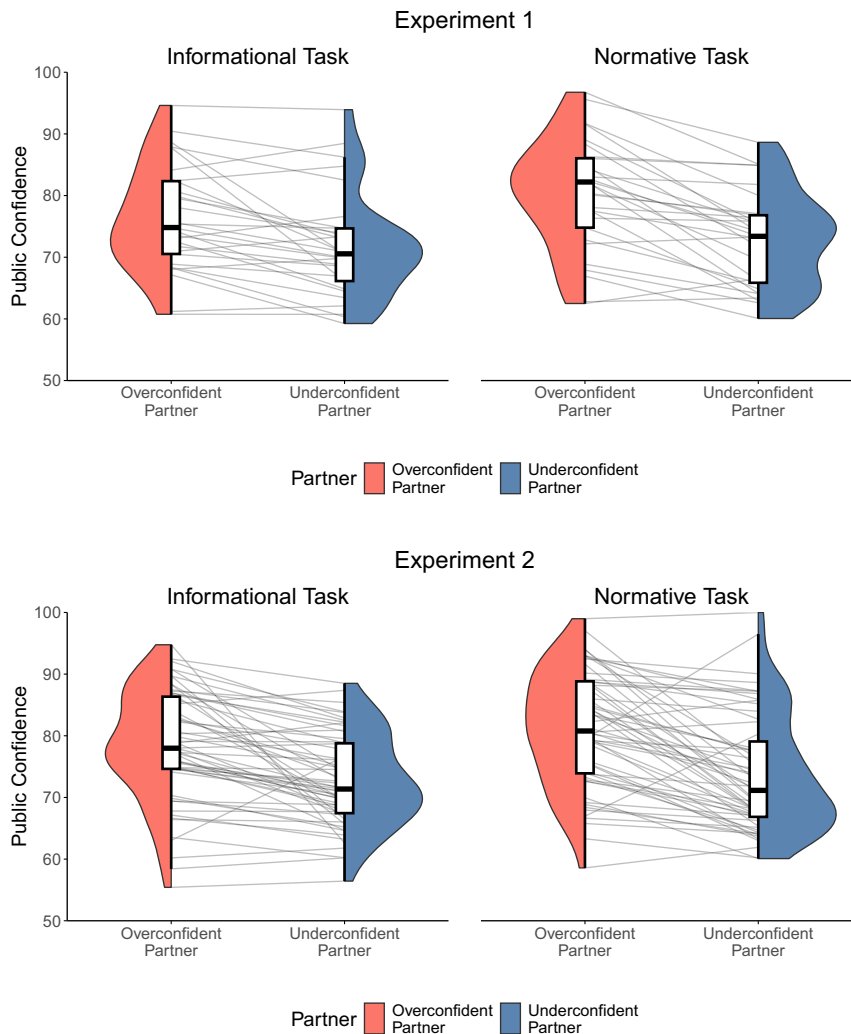 Experiment 1
Informational Task
Normative Task
Public Confidence
100
90
80
70
60
50
Overconfident
Partner
Underconfident
Partner
Overconfident
Partner
Underconfident
Partner
Partner
Overconfident
Partner
Underconfident
Partner
Experiment 2
Informational Task
Normative Task
Public Confidence
100
90
80
70
60
50
Overconfident
Partner
Underconfident
Partner
Overconfident
Partner
Underconfident
Partner
Partner
Overconfident
Partner
Underconfident
Partner